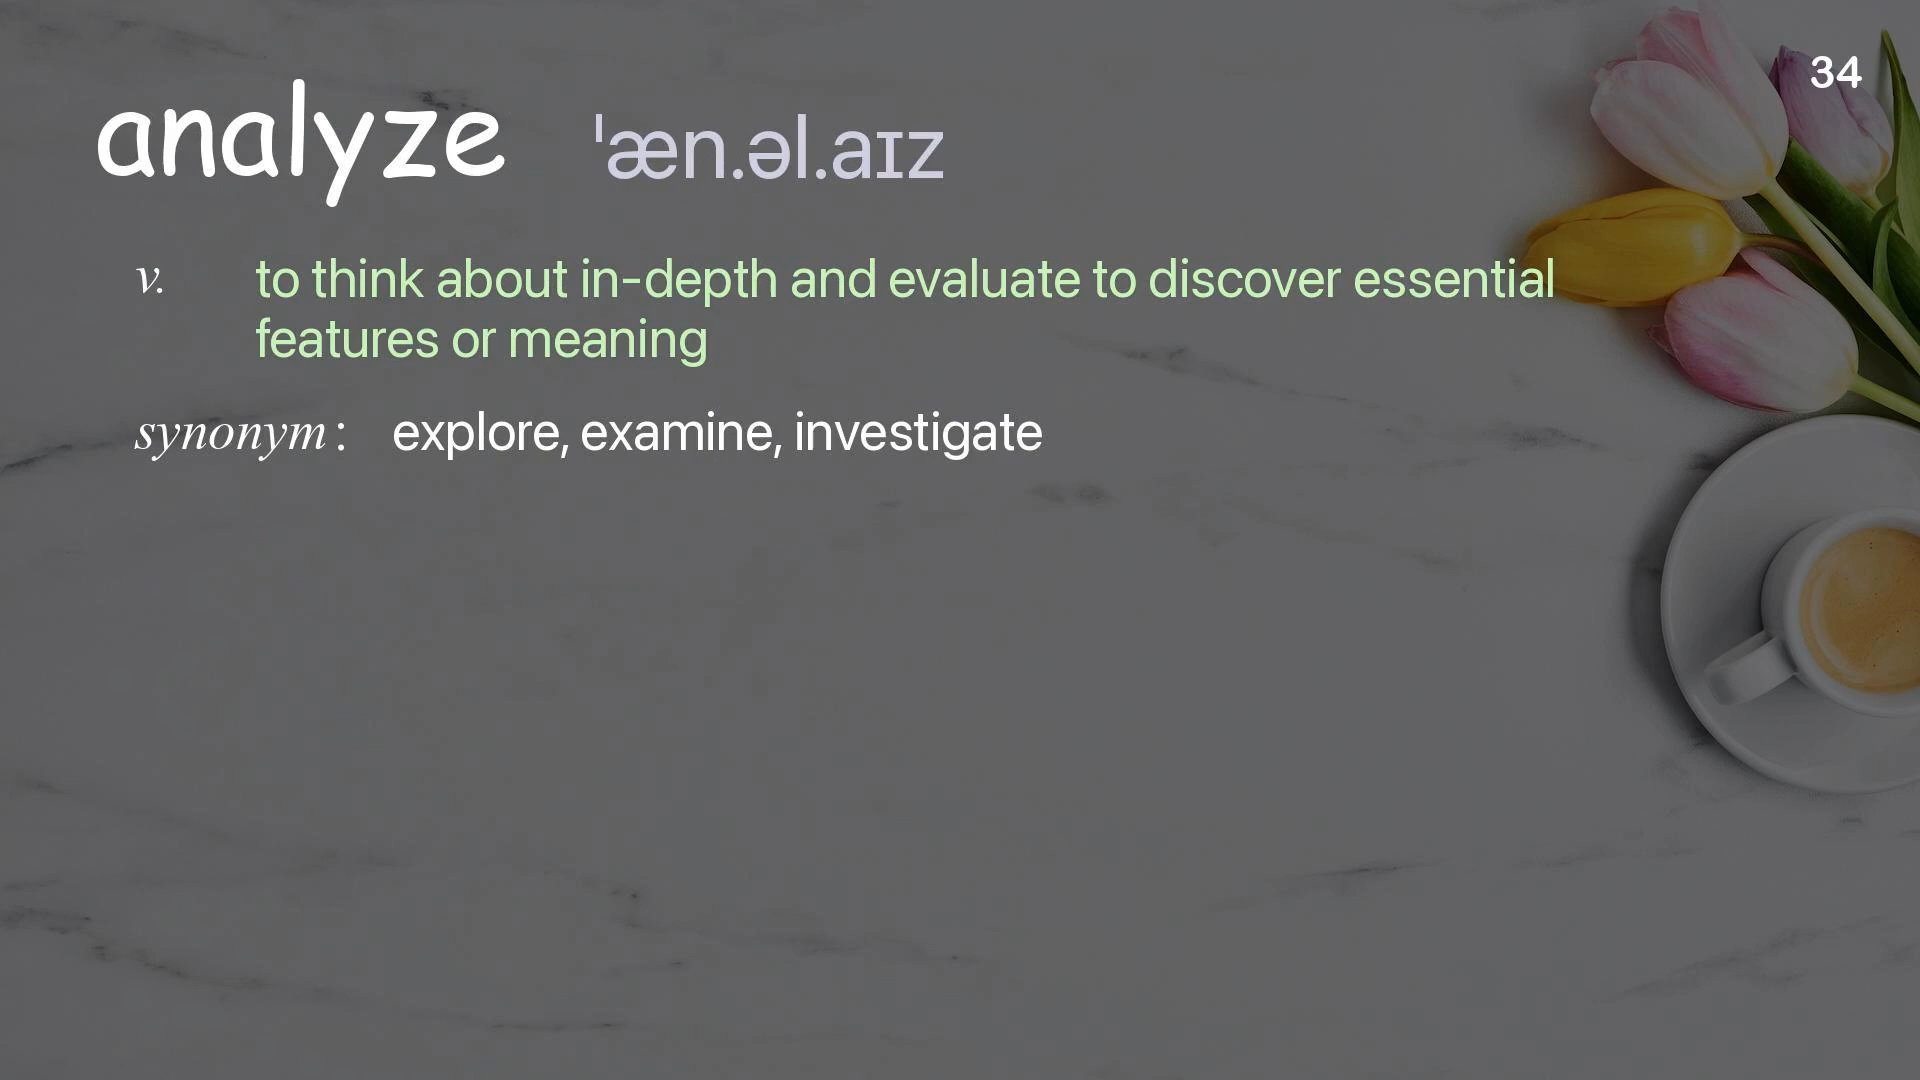 34
analyze ˈæn.əl.aɪz
v. to think about in-depth and evaluate to discover essential
features or meaning
synonym: explore, examine, investigate